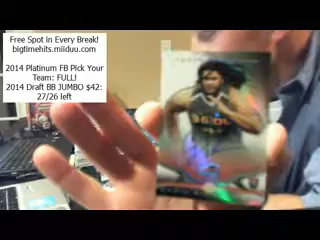 Free Spot in Every Break!
bigtimehits.miiduu.com
2014 Platinum FB Pick Your
Team: FULL!
2014 Draft BB JUMBO $42:
27/26 left